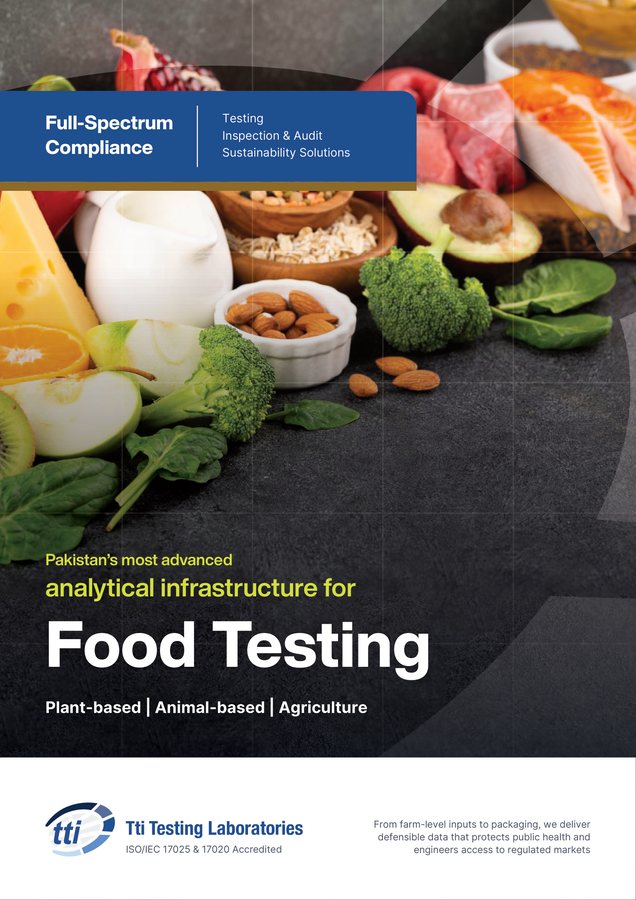 Full-Spectrum
Compliance
Testing
Inspection & Audit
Sustainability Solutions
Pakistan's most advanced
analytical infrastructure for
Food Testing
Plant-based | Animal-based | Agriculture
tti
Tti Testing Laboratories
ISO/IEC 17025 & 17020 Accredited
From farm-level inputs to packaging, we deliver
defensible data that protects public health and
engineers access to regulated markets